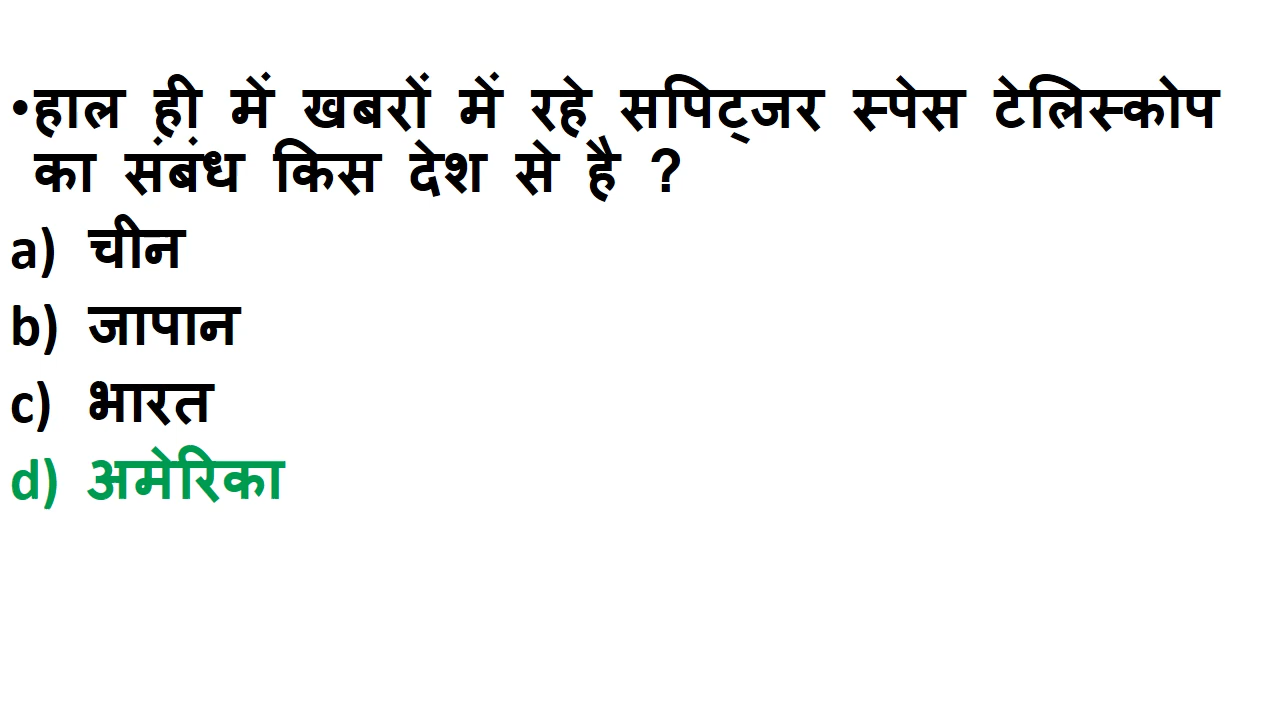 •हाल ही में खबरों में रहे सपिट्जर स्पेस टेलिस्कोप
का संबंध किस देश से है ?
a) चीन
b) जापान
c) भारत
d) अमेरिका